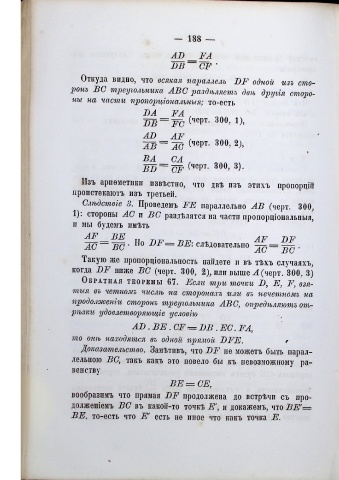 — 188 —
AD/DB = FA/CF.
Откуда видно, что всякая параллель DF одной изъ сто-
ронъ BC треугольника ABC раздѣляетъ двѣ другія сторо-
ны на части пропорціональныя; то-есть
DA/DB = FA/FC (черт. 300, 1),
AD/AB = AF/AC (черт. 300, 2),
BA/BD = CA/CF (черт. 300, 3).
Изъ ариѳметики извѣстно, что двѣ изъ этихъ пропорцій
проистекаютъ изъ третьей.
Слѣдствіе 3. Проведемъ FE параллельно AB (черт. 300,
1): стороны AC и BC раздѣлятся на части пропорціональныя,
и мы будемъ имѣть
AF/AC = BE/BC. Но DF=BE: слѣдовательно AF/AC = DF/BC.
Такую же пропорціональность найдете и въ тѣхъ случаяхъ,
когда DF ниже BC (черт. 300, 2), или выше A (черт. 300, 3)
Обратная теоремы 67. Если три точки D, E, F, взя-
тыя въ четномъ числѣ на сторонахъ или въ нечетномъ на
продолженіи сторонъ треугольника ABC, опредѣляютъ от-
рѣзки удовлетворяющіе условію
AD . BE . CF = DB . EC . FA,
то онѣ находятся въ одной прямой DFE.
Доказательство. Замѣтивъ, что DF не можетъ быть парал-
лельною BC, такъ какъ это повело бы къ невозможному ра-
венству
BE = CE,
вообразимъ что прямая DF продолжена до встрѣчи съ про-
долженіемъ BC въ какой-то точкѣ E', и докажемъ, что BE'=
BE, то-есть что E' есть не иное что какъ точка E.